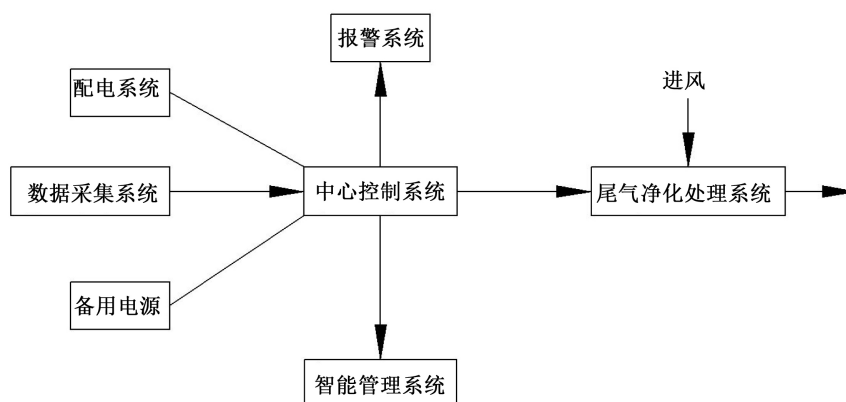 报警系统
配电系统
进风
数据采集系统
中心控制系统
尾气净化处理系统
备用电源
智能管理系统